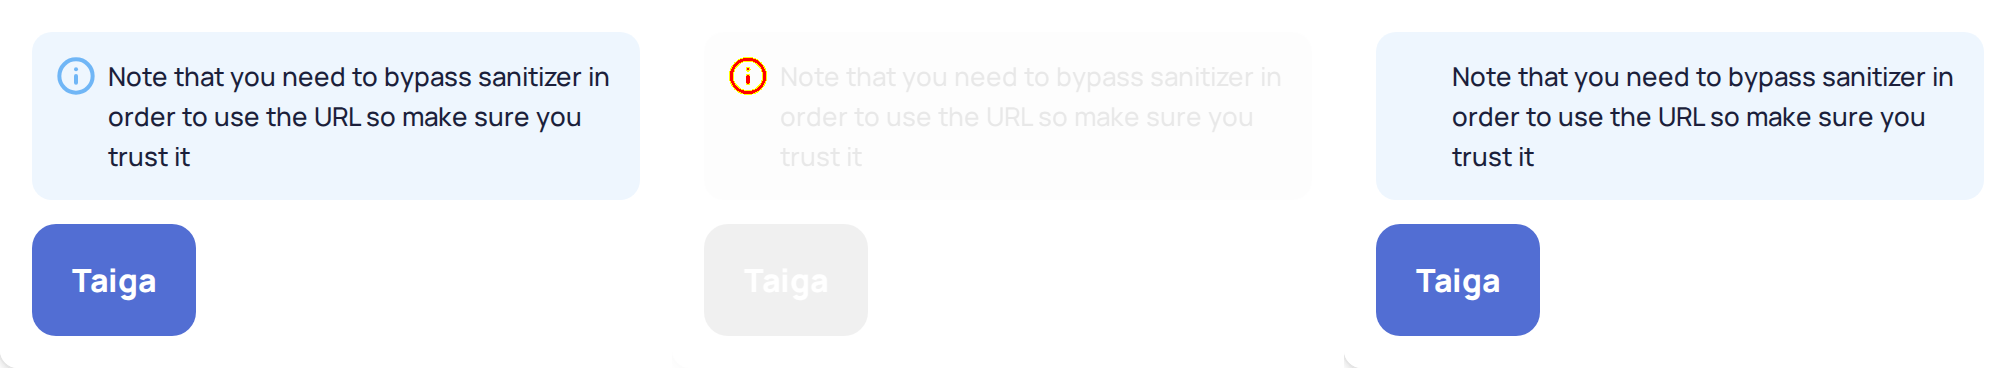 Note that you need to bypass sanitizer in
order to use the URL so make sure you
trust it
Taiga
Note that you need to bypass sanitizer in
order to use the URL so make sure you
trust it
Taiga
Note that you need to bypass sanitizer in
order to use the URL so make sure you
trust it
Taiga